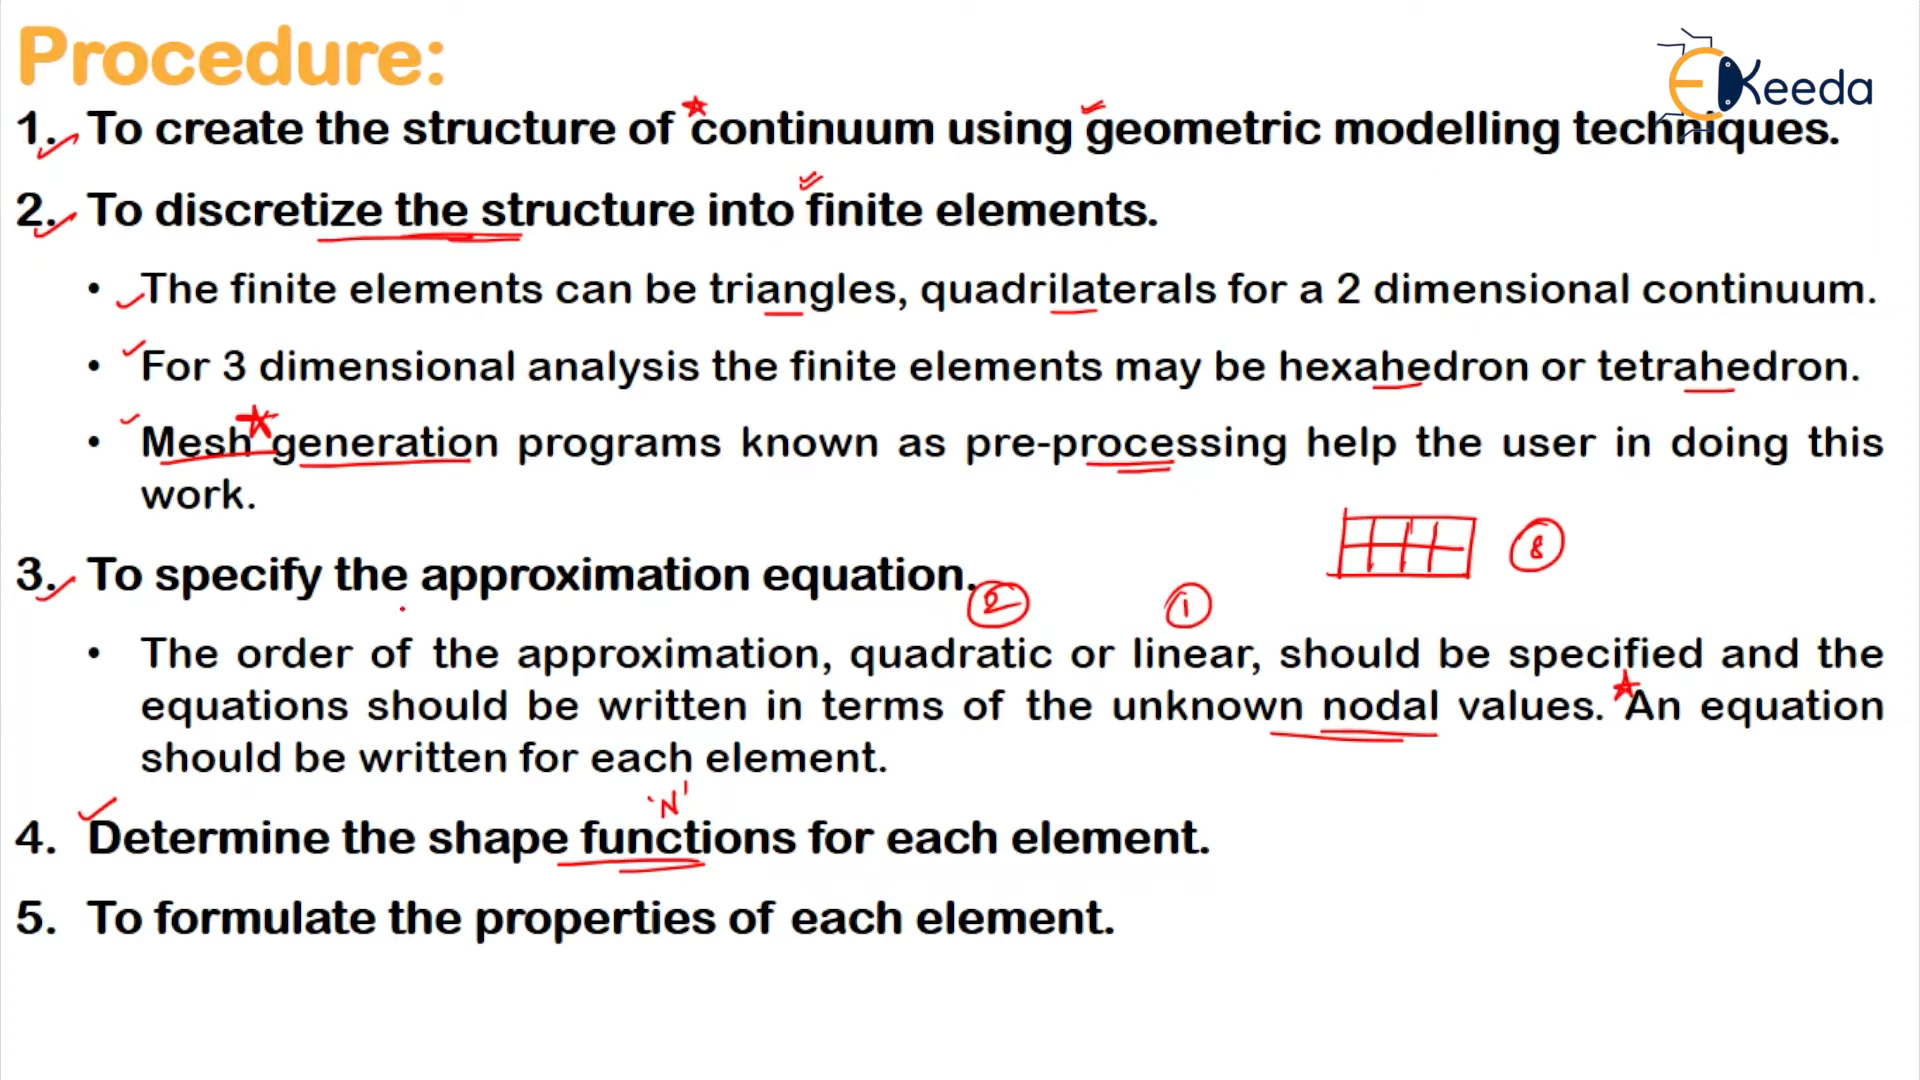 Procedure:
EKeeda
1. To create the structure of continuum using geometric modelling techniques.
2. To discretize the structure into finite elements.
• The finite elements can be triangles, quadrilaterals for a 2 dimensional continuum.
• For 3 dimensional analysis the finite elements may be hexahedron or tetrahedron.
• Mesh generation programs known as pre-processing help the user in doing this
work.
8
3. To specify the approximation equation.
2 1
• The order of the approximation, quadratic or linear, should be specified and the
equations should be written in terms of the unknown nodal values. An equation
should be written for each element.
'N'
4. Determine the shape functions for each element.
5. To formulate the properties of each element.